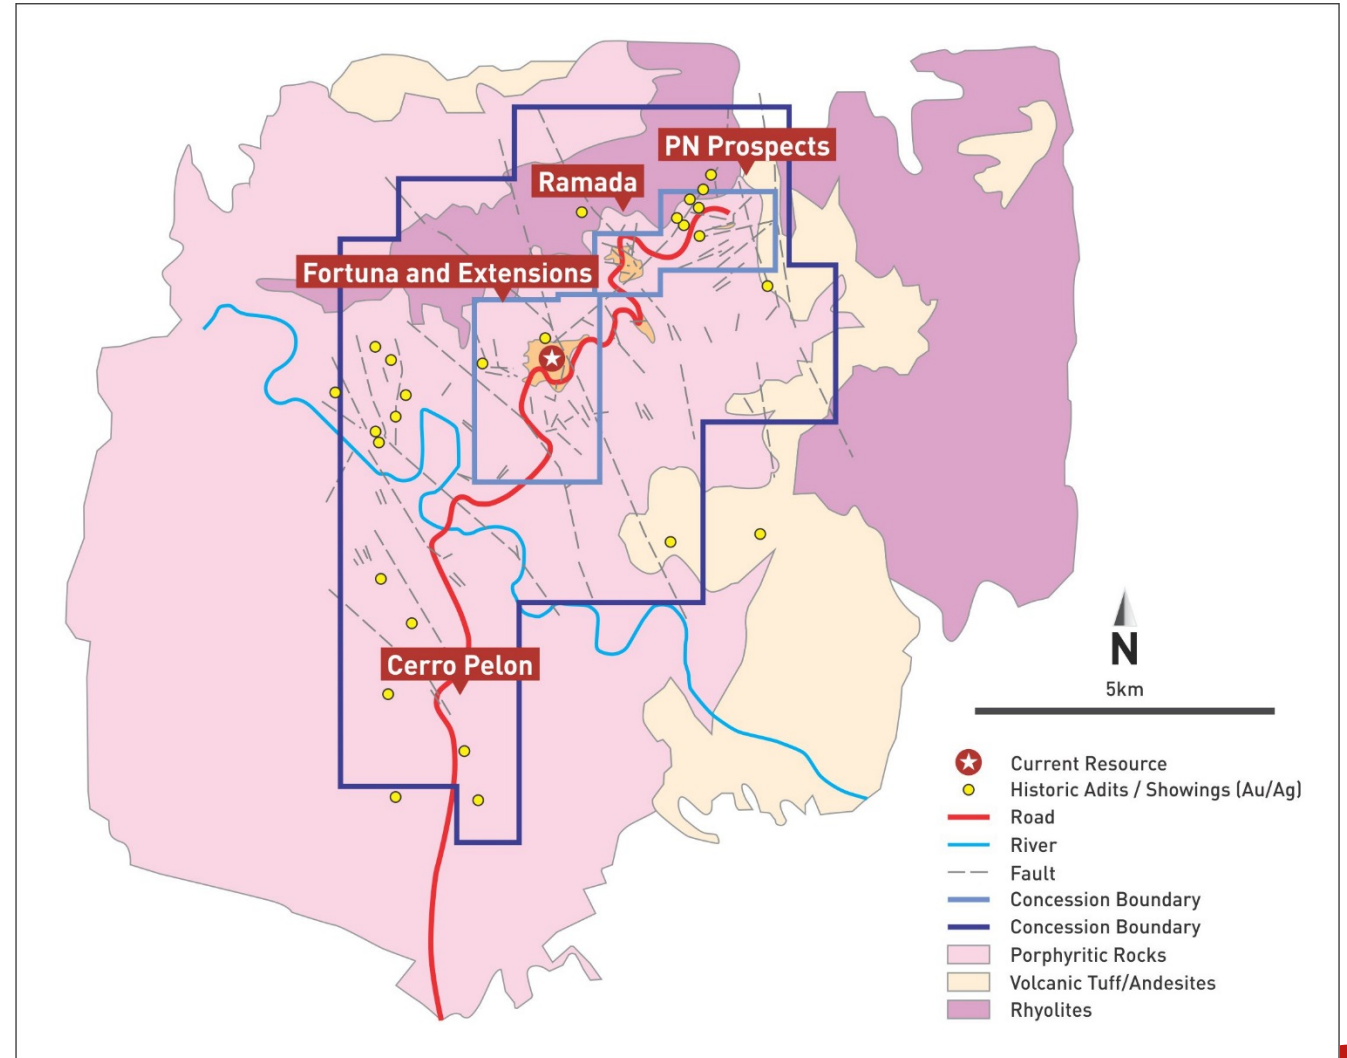 PN Prospects
Ramada
Fortuna and Extensions
Cerro Pelon
N
5km
Current Resource
Historic Adits / Showings (Au/Ag)
Road
River
Fault
Concession Boundary
Concession Boundary
Porphyritic Rocks
Volcanic Tuff/Andesites
Rhyolites